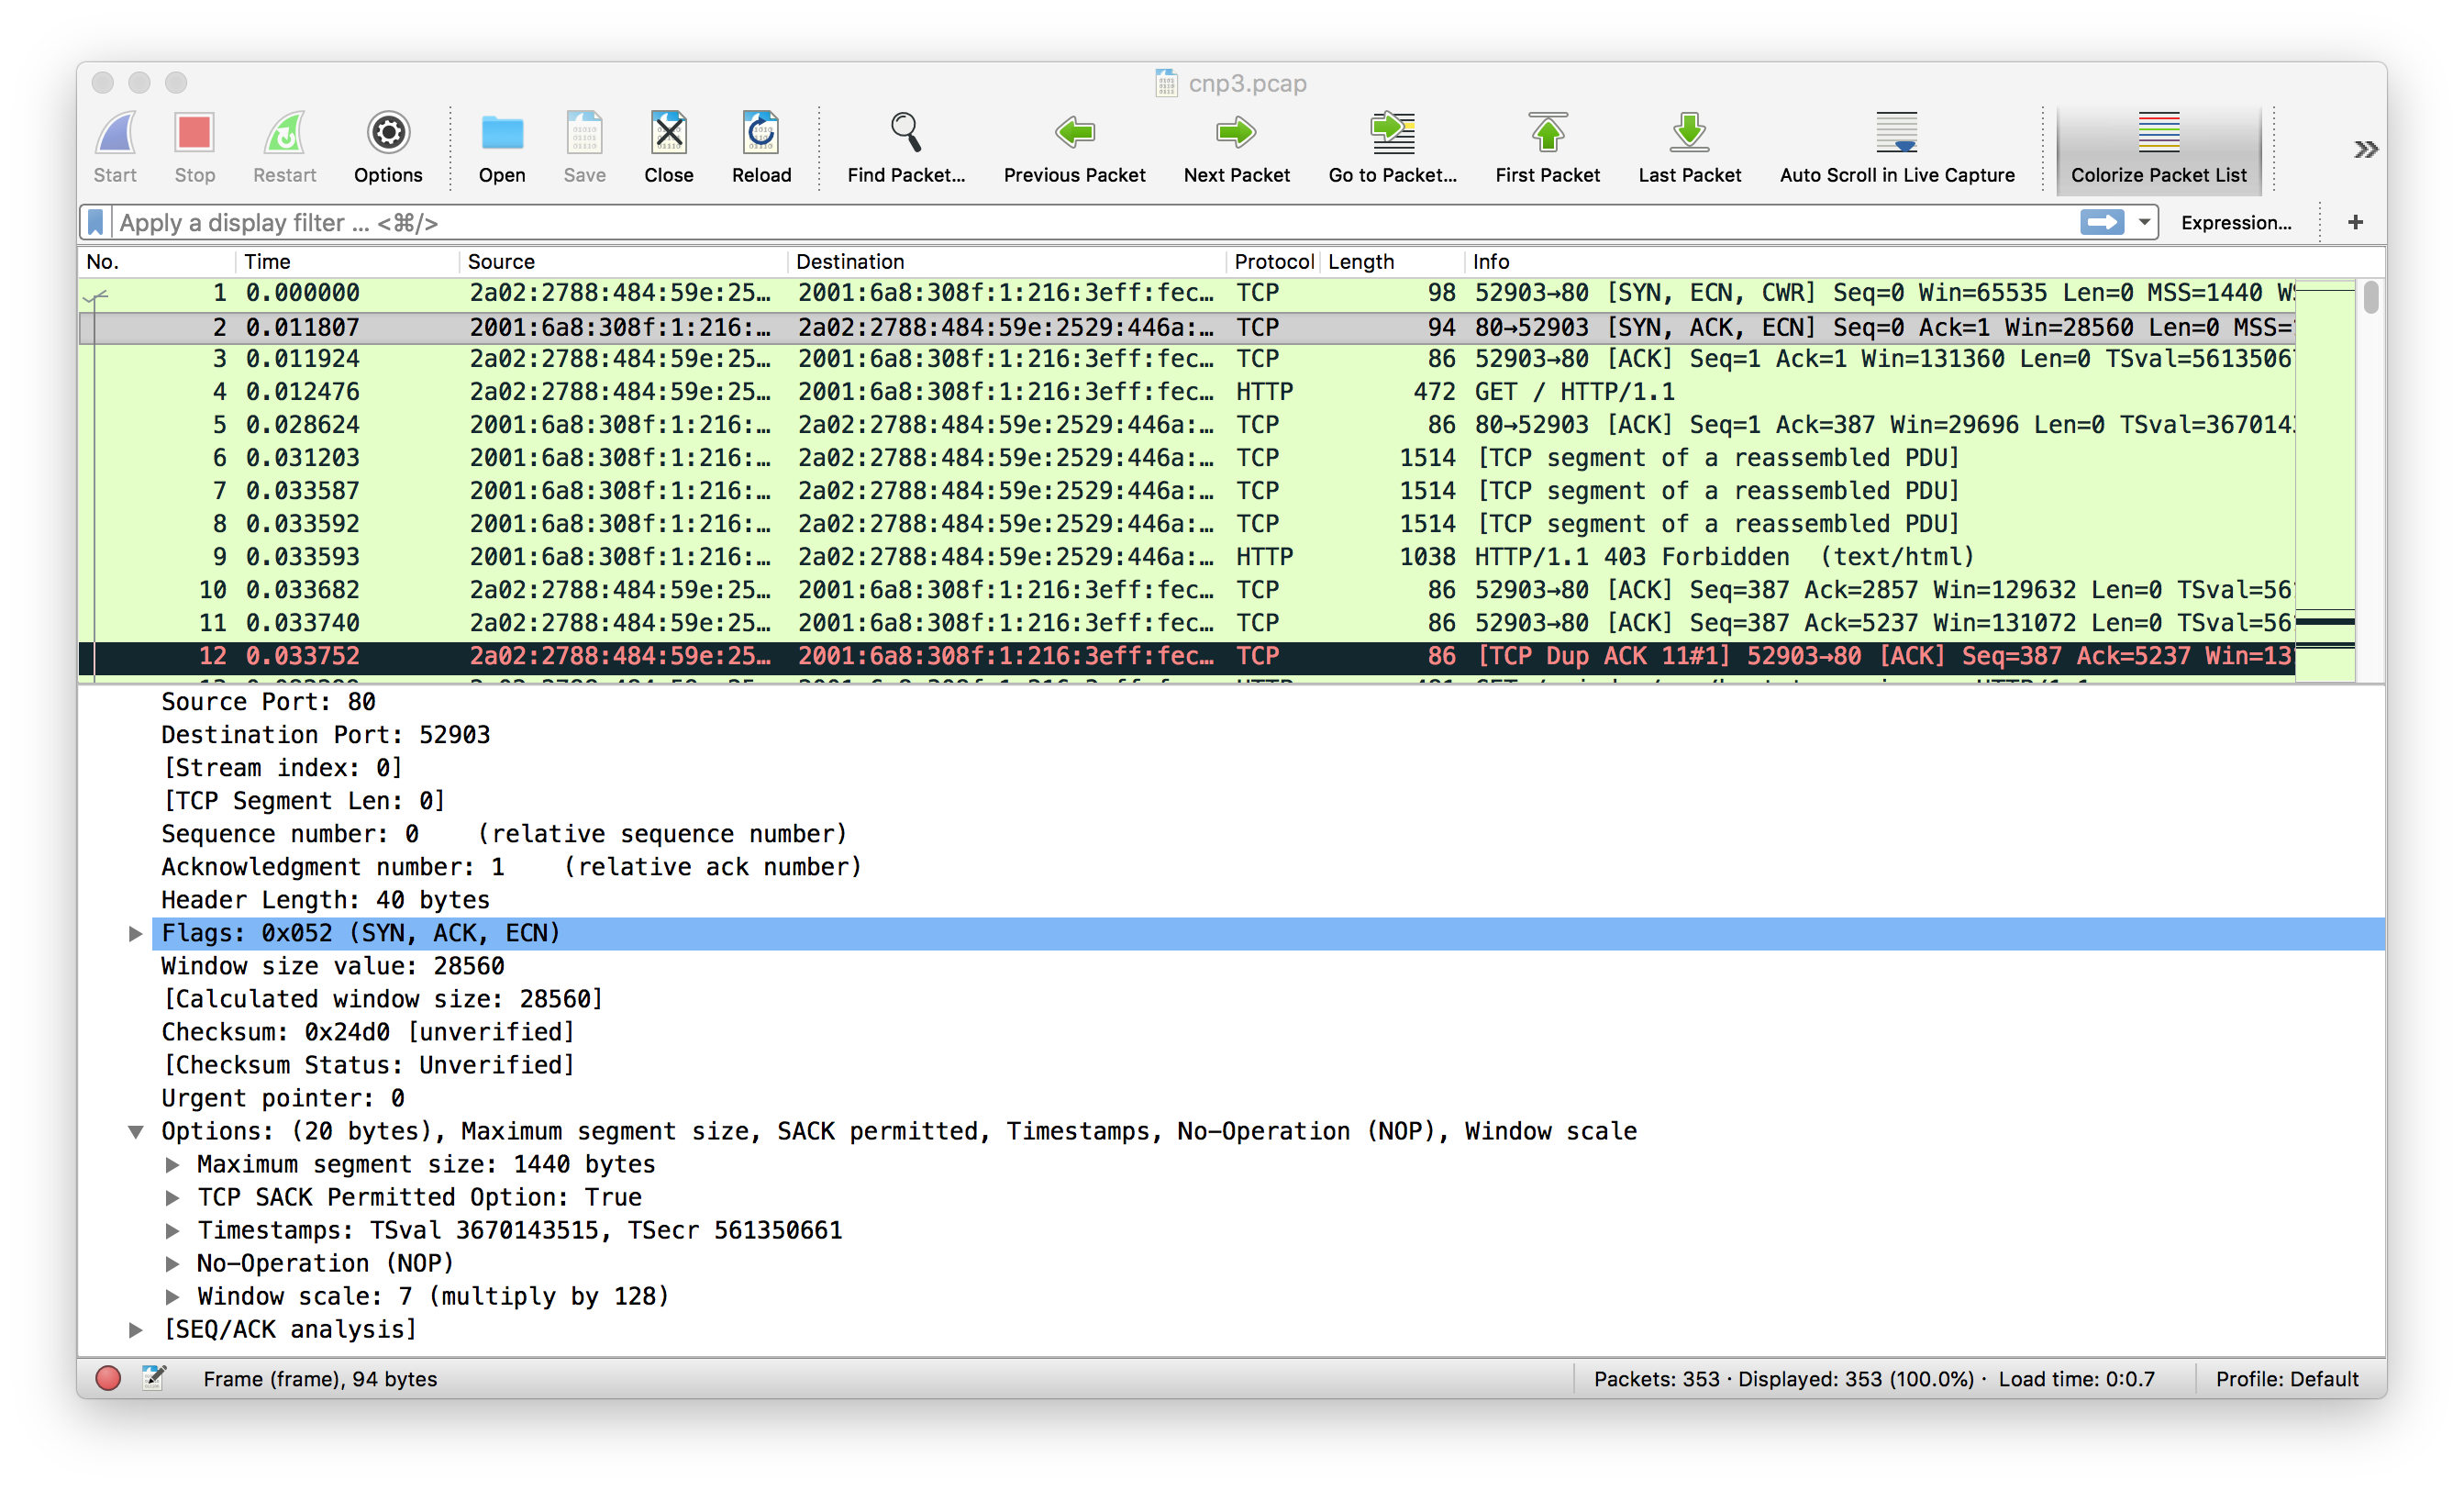 cnp3.pcap
Start Stop Restart Options Open Save Close Reload Find Packet... Previous Packet Next Packet Go to Packet... First Packet Last Packet Auto Scroll in Live Capture Colorize Packet List
Apply a display filter ... <⌘/> Expression... +
No. Time Source Destination Protocol Length Info
1 0.000000 2a02:2788:484:59e:25… 2001:6a8:308f:1:216:3eff:fec… TCP 98 52903→80 [SYN, ECN, CWR] Seq=0 Win=65535 Len=0 MSS=1440
2 0.011807 2001:6a8:308f:1:216:… 2a02:2788:484:59e:2529:446a:… TCP 94 80→52903 [SYN, ACK, ECN] Seq=0 Ack=1 Win=28560 Len=0 MSS=
3 0.011924 2a02:2788:484:59e:25… 2001:6a8:308f:1:216:3eff:fec… TCP 86 52903→80 [ACK] Seq=1 Ack=1 Win=131360 Len=0 TSval=5613506
4 0.012476 2a02:2788:484:59e:25… 2001:6a8:308f:1:216:3eff:fec… HTTP 472 GET / HTTP/1.1
5 0.028624 2001:6a8:308f:1:216:… 2a02:2788:484:59e:2529:446a:… TCP 86 80→52903 [ACK] Seq=1 Ack=387 Win=29696 Len=0 TSval=367014
6 0.031203 2001:6a8:308f:1:216:… 2a02:2788:484:59e:2529:446a:… TCP 1514 [TCP segment of a reassembled PDU]
7 0.033587 2001:6a8:308f:1:216:… 2a02:2788:484:59e:2529:446a:… TCP 1514 [TCP segment of a reassembled PDU]
8 0.033592 2001:6a8:308f:1:216:… 2a02:2788:484:59e:2529:446a:… TCP 1514 [TCP segment of a reassembled PDU]
9 0.033593 2001:6a8:308f:1:216:… 2a02:2788:484:59e:2529:446a:… HTTP 1038 HTTP/1.1 403 Forbidden (text/html)
10 0.033682 2a02:2788:484:59e:25… 2001:6a8:308f:1:216:3eff:fec… TCP 86 52903→80 [ACK] Seq=387 Ack=2857 Win=129632 Len=0 TSval=56
11 0.033740 2a02:2788:484:59e:25… 2001:6a8:308f:1:216:3eff:fec… TCP 86 52903→80 [ACK] Seq=387 Ack=5237 Win=131072 Len=0 TSval=56
12 0.033752 2a02:2788:484:59e:25… 2001:6a8:308f:1:216:3eff:fec… TCP 86 [TCP Dup ACK 11#1] 52903→80 [ACK] Seq=387 Ack=5237 Win=13
Source Port: 80
Destination Port: 52903
[Stream index: 0]
[TCP Segment Len: 0]
Sequence number: 0 (relative sequence number)
Acknowledgment number: 1 (relative ack number)
Header Length: 40 bytes
Flags: 0x052 (SYN, ACK, ECN)
Window size value: 28560
[Calculated window size: 28560]
Checksum: 0x24d0 [unverified]
[Checksum Status: Unverified]
Urgent pointer: 0
Options: (20 bytes), Maximum segment size, SACK permitted, Timestamps, No-Operation (NOP), Window scale
Maximum segment size: 1440 bytes
TCP SACK Permitted Option: True
Timestamps: TSval 3670143515, TSecr 561350661
No-Operation (NOP)
Window scale: 7 (multiply by 128)
[SEQ/ACK analysis]
Frame (frame), 94 bytes Packets: 353 · Displayed: 353 (100.0%) · Load time: 0:0.7 Profile: Default